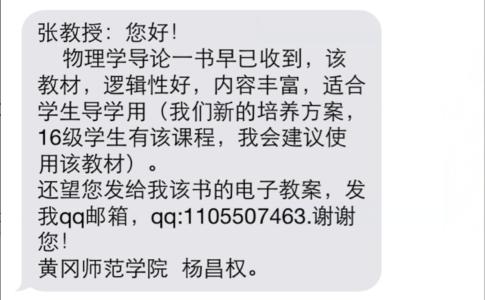 张教授：您好！
物理学导论一书早已收到，该
教材，逻辑性好，内容丰富，适合
学生导学用（我们新的培养方案，
16级学生有该课程，我会建议使
用该教材）。
还望您发给我该书的电子教案，发
我qq邮箱，qq:1105507463.谢谢
您！
黄冈师范学院 杨昌权。